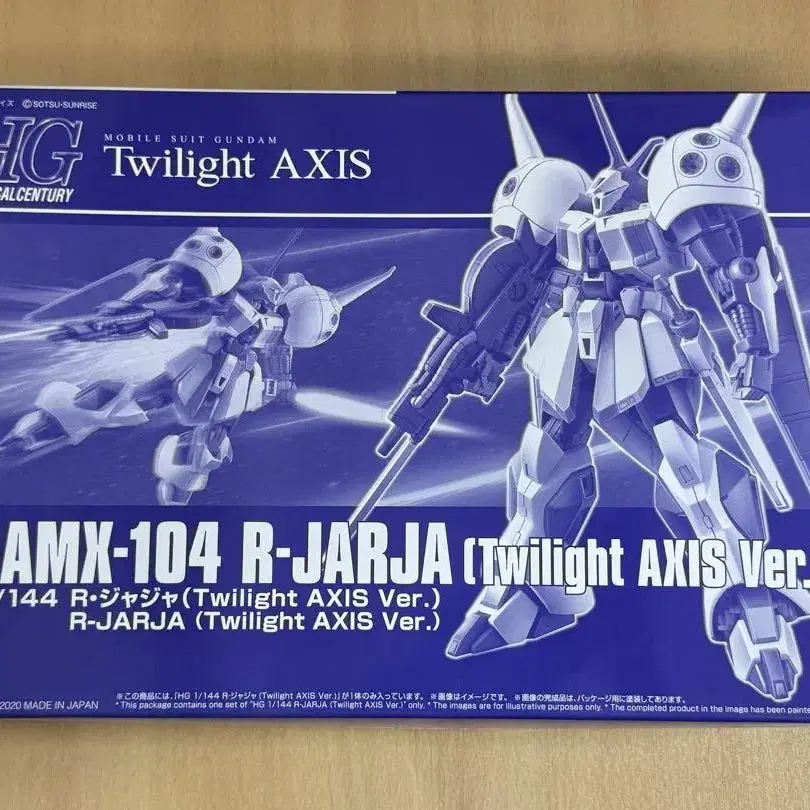 イズ ©SOTSU・SUNRISE
HG
MOBILE SUIT GUNDAM
Twilight AXIS
AMX-104 R-JARJA (Twilight AXIS Ver.
/144 R・ジャジャ(Twilight AXIS Ver.)
R-JARJA (Twilight AXIS Ver.)
2020 MADE IN JAPAN
※この商品には、「HG 1/144 R・ジャジャ (Twilight AXIS Ver.)」が1体のみ入っています。 ※画像はイメージです。 ※画像の完成品は、パッケージ用に塗装してあります。
* This package contains one set of "HG 1/144 R-JARJA (Twilight AXIS Ver.)" only. * The images are for illustrative purposes only. * The completed product in the image has been painte